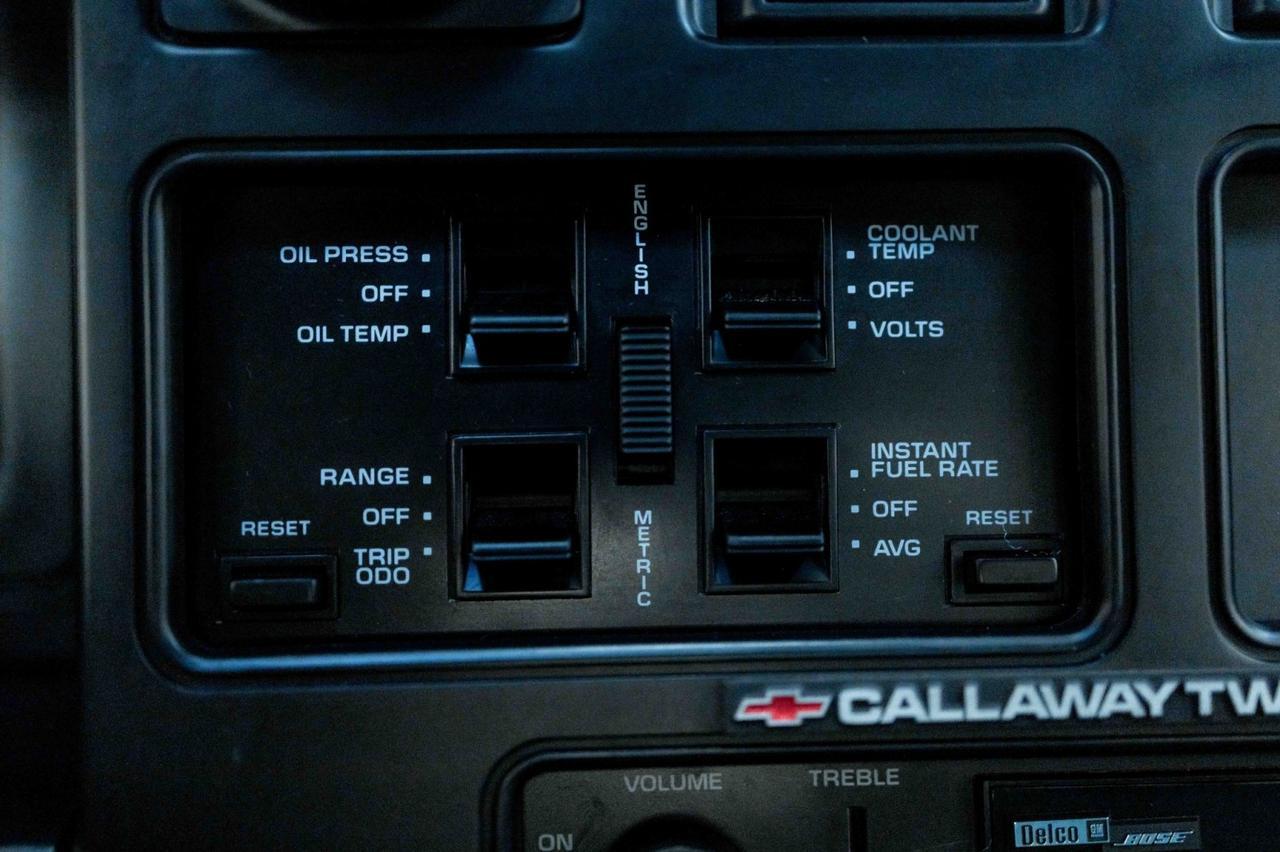 ENGLISH
OIL PRESS
OFF
OIL TEMP
COOLANT
TEMP
OFF
VOLTS
RANGE
OFF
TRIP
ODO
RESET
METRIC
INSTANT
FUEL RATE
OFF
AVG
RESET
CALLAWAY TW
VOLUME
TREBLE
ON
Delco GM
BOSE